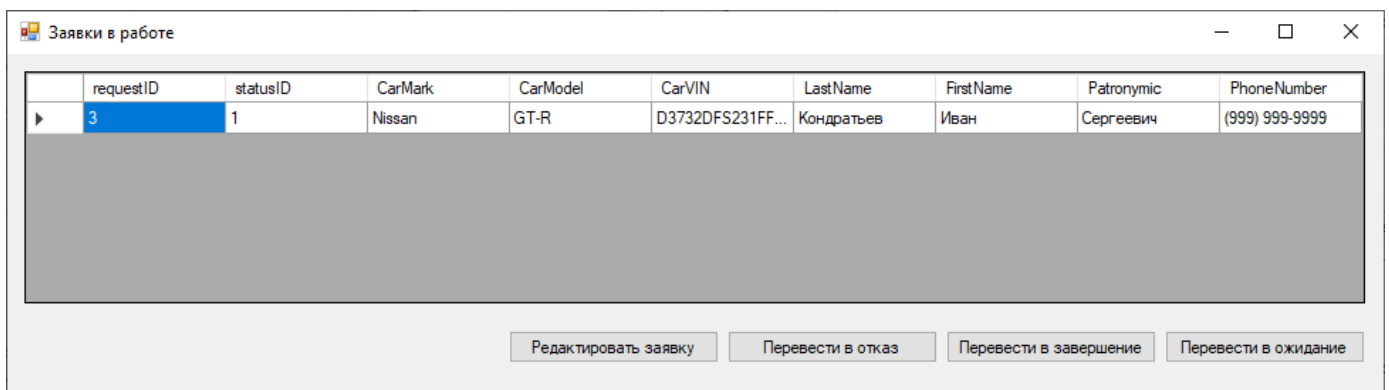 Заявки в работе
requestID statusID CarMark CarModel CarVIN LastName FirstName Patronymic PhoneNumber
3 1 Nissan GT-R D3732DFS231FF... Кондратьев Иван Сергеевич (999) 999-9999
Редактировать заявку Перевести в отказ Перевести в завершение Перевести в ожидание